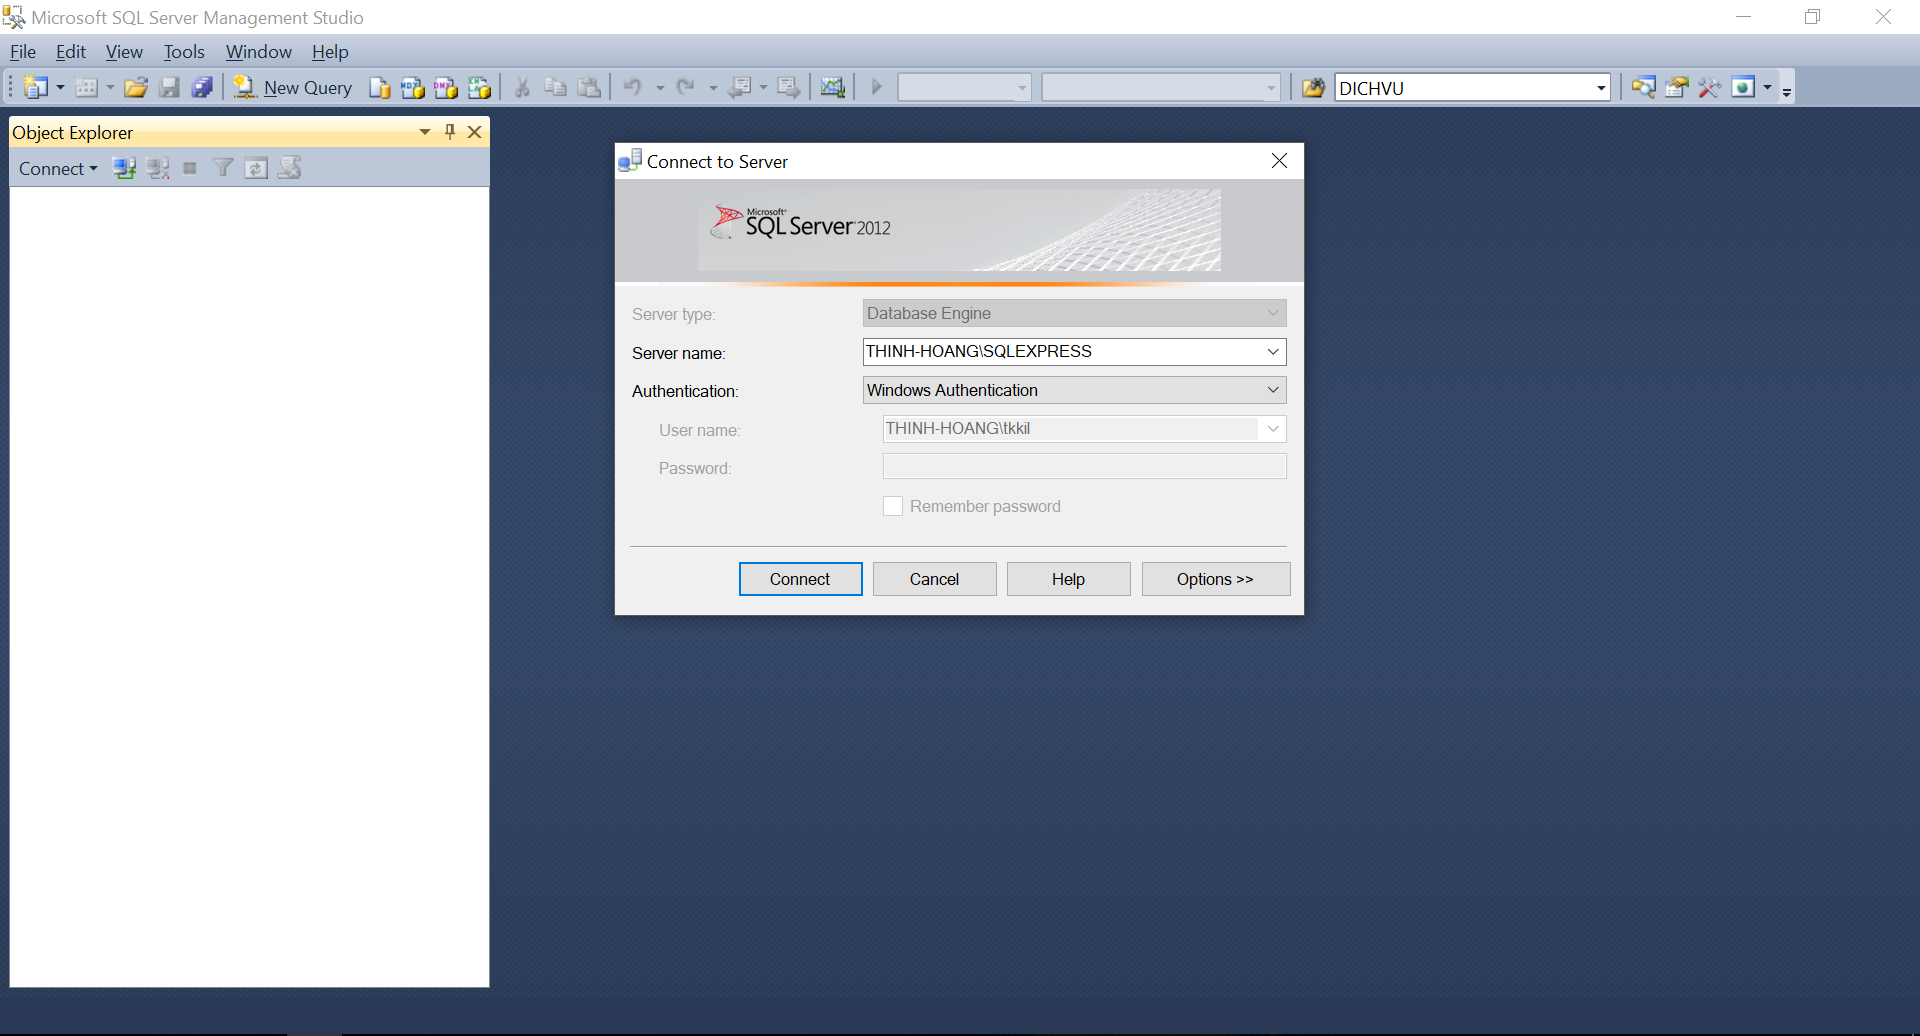 Microsoft SQL Server Management Studio
File Edit View Tools Window Help
New Query DICHVU
Object Explorer
Connect
Connect to Server
Microsoft®
SQL Server 2012
Server type: Database Engine
Server name: THINH-HOANG\SQLEXPRESS
Authentication: Windows Authentication
User name: THINH-HOANG\tkkil
Password:
Remember password
Connect Cancel Help Options >>